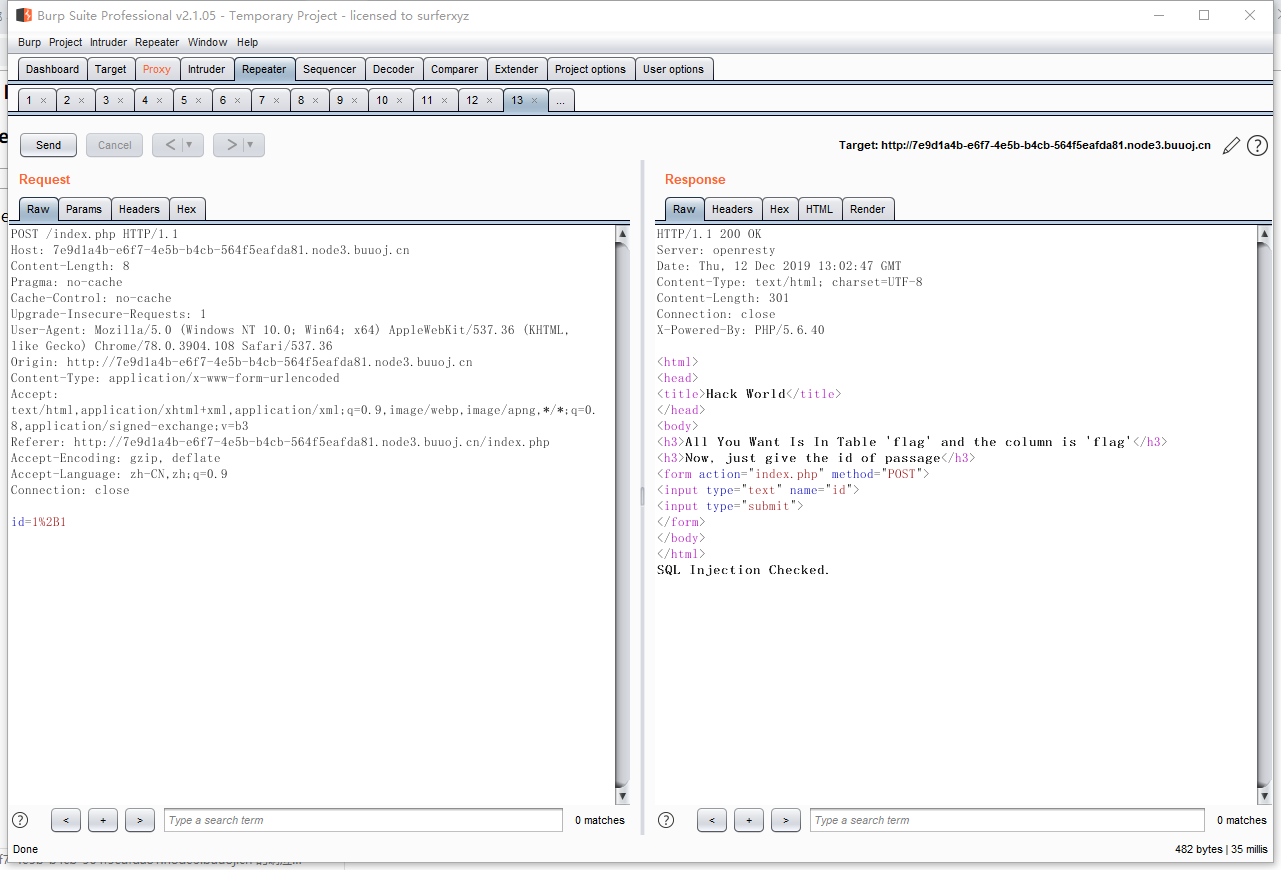 Burp Suite Professional v2.1.05 - Temporary Project - licensed to surferxyz
Burp Project Intruder Repeater Window Help
Dashboard Target Proxy Intruder Repeater Sequencer Decoder Comparer Extender Project options User options
1 × 2 × 3 × 4 × 5 × 6 × 7 × 8 × 9 × 10 × 11 × 12 × 13 × ...
Send Cancel < ▼ > ▼ Target: http://7e9d1a4b-e6f7-4e5b-b4cb-564f5eafda81.node3.buuoj.cn ?
Request
Raw Params Headers Hex
POST /index.php HTTP/1.1
Host: 7e9d1a4b-e6f7-4e5b-b4cb-564f5eafda81.node3.buuoj.cn
Content-Length: 8
Pragma: no-cache
Cache-Control: no-cache
Upgrade-Insecure-Requests: 1
User-Agent: Mozilla/5.0 (Windows NT 10.0; Win64; x64) AppleWebKit/537.36 (KHTML,
like Gecko) Chrome/78.0.3904.108 Safari/537.36
Origin: http://7e9d1a4b-e6f7-4e5b-b4cb-564f5eafda81.node3.buuoj.cn
Content-Type: application/x-www-form-urlencoded
Accept:
text/html,application/xhtml+xml,application/xml;q=0.9,image/webp,image/apng,*/*;q=0.
8,application/signed-exchange;v=b3
Referer: http://7e9d1a4b-e6f7-4e5b-b4cb-564f5eafda81.node3.buuoj.cn/index.php
Accept-Encoding: gzip, deflate
Accept-Language: zh-CN,zh;q=0.9
Connection: close
id=1%2B1
? < + > Type a search term 0 matches
Response
Raw Headers Hex HTML Render
HTTP/1.1 200 OK
Server: openresty
Date: Thu, 12 Dec 2019 13:02:47 GMT
Content-Type: text/html; charset=UTF-8
Content-Length: 301
Connection: close
X-Powered-By: PHP/5.6.40
<html>
<head>
<title>Hack World</title>
</head>
<body>
<h3>All You Want Is In Table 'flag' and the column is 'flag'</h3>
<h3>Now, just give the id of passage</h3>
<form action="index.php" method="POST">
<input type="text" name="id">
<input type="submit">
</form>
</body>
</html>
SQL Injection Checked.
? < + > Type a search term 0 matches
Done 482 bytes | 35 millis